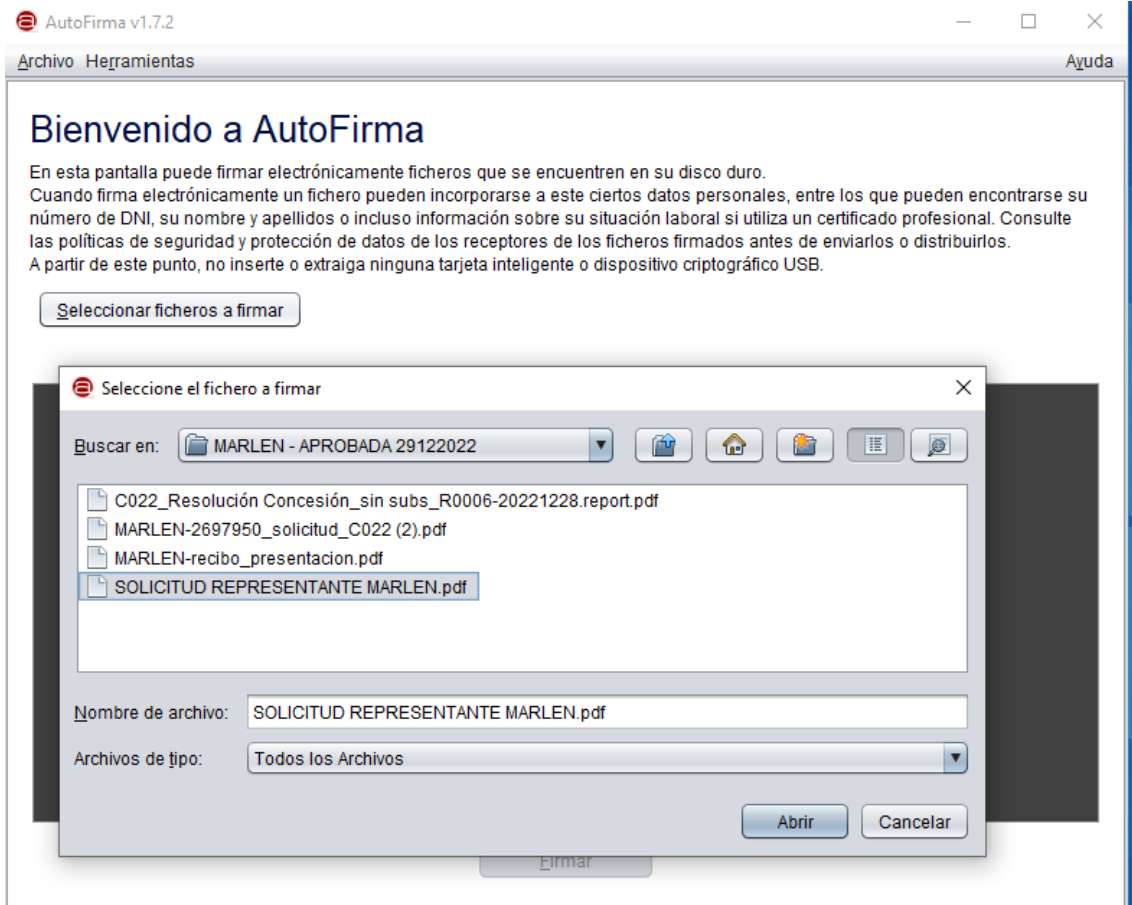 AutoFirma v1.7.2
Archivo Herramientas Ayuda
Bienvenido a AutoFirma
En esta pantalla puede firmar electrónicamente ficheros que se encuentren en su disco duro.
Cuando firma electrónicamente un fichero pueden incorporarse a este ciertos datos personales, entre los que pueden encontrarse su
número de DNI, su nombre y apellidos o incluso información sobre su situación laboral si utiliza un certificado profesional. Consulte
las políticas de seguridad y protección de datos de los receptores de los ficheros firmados antes de enviarlos o distribuirlos.
A partir de este punto, no inserte o extraiga ninguna tarjeta inteligente o dispositivo criptográfico USB.
Seleccionar ficheros a firmar
Seleccione el fichero a firmar
Buscar en: MARLEN - APROBADA 29122022
C022_Resolución Concesión_sin subs_R0006-20221228.report.pdf
MARLEN-2697950_solicitud_C022 (2).pdf
MARLEN-recibo_presentacion.pdf
SOLICITUD REPRESENTANTE MARLEN.pdf
Nombre de archivo: SOLICITUD REPRESENTANTE MARLEN.pdf
Archivos de tipo: Todos los Archivos
Abrir Cancelar
Firmar